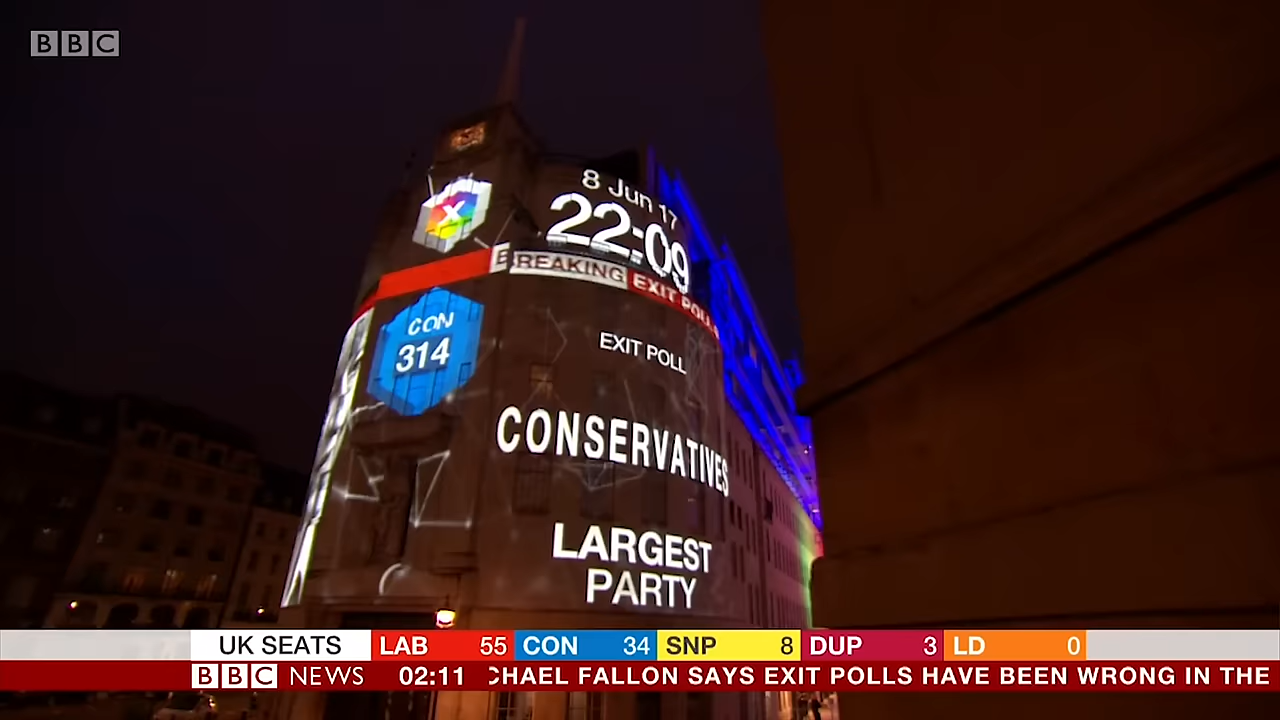 BBC
8 Jun 17
22:09
X
BREAKING EXIT POLL
CON
314
EXIT POLL
CONSERVATIVES
LARGEST
PARTY
UK SEATS LAB 55 CON 34 SNP 8 DUP 3 LD 0
BBC NEWS 02:11 CHAEL FALLON SAYS EXIT POLLS HAVE BEEN WRONG IN THE